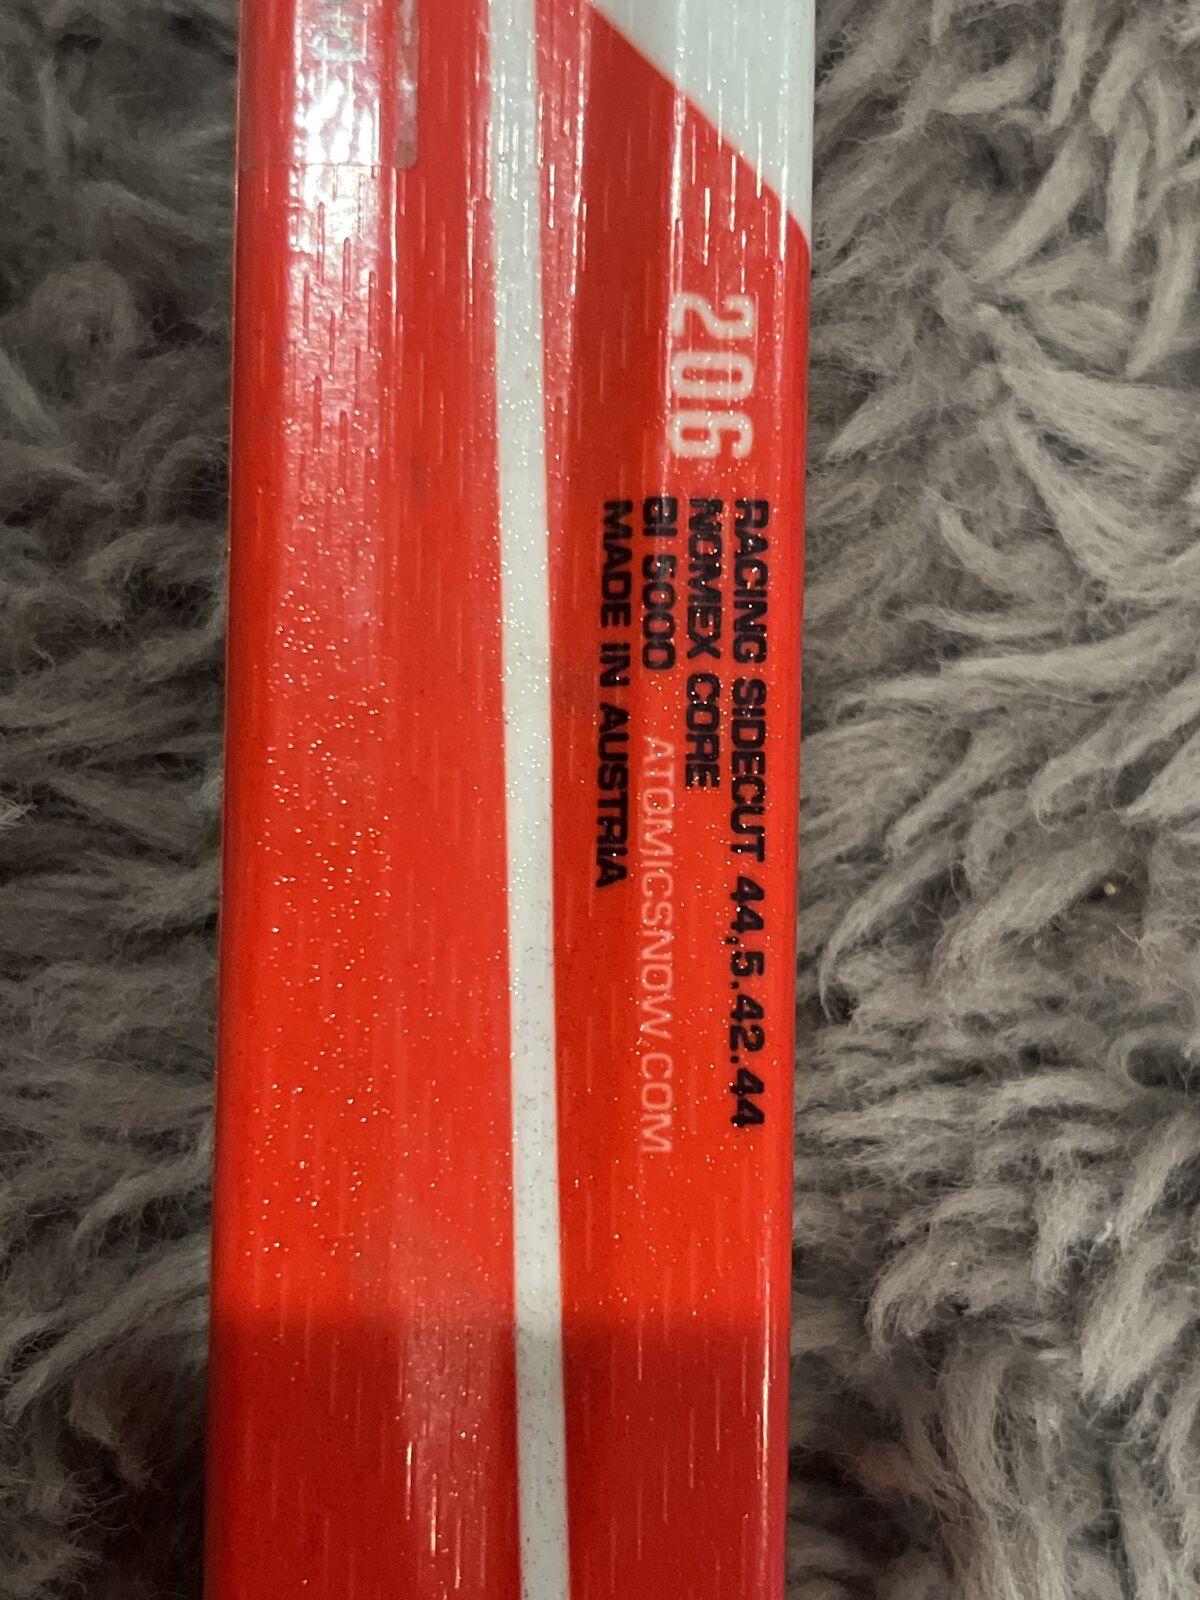 206
RACING SIDECUT 44,5.42.44
NOMEX CORE
BI 5000
MADE IN AUSTRIA
ATOMICSNOW.COM